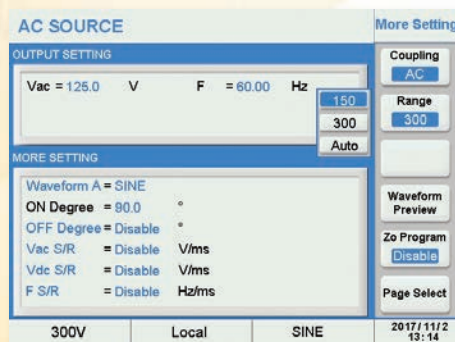 AC SOURCE
More Setting
OUTPUT SETTING
Vac = 125.0 V F = 60.00 Hz
150
300
Auto
MORE SETTING
Waveform A = SINE
ON Degree = 90.0 °
OFF Degree = Disable °
Vac S/R = Disable V/ms
Vdc S/R = Disable V/ms
F S/R = Disable Hz/ms
Coupling
AC
Range
300
Waveform
Preview
Zo Program
Disable
Page Select
300V Local SINE
2017/11/2
13:14